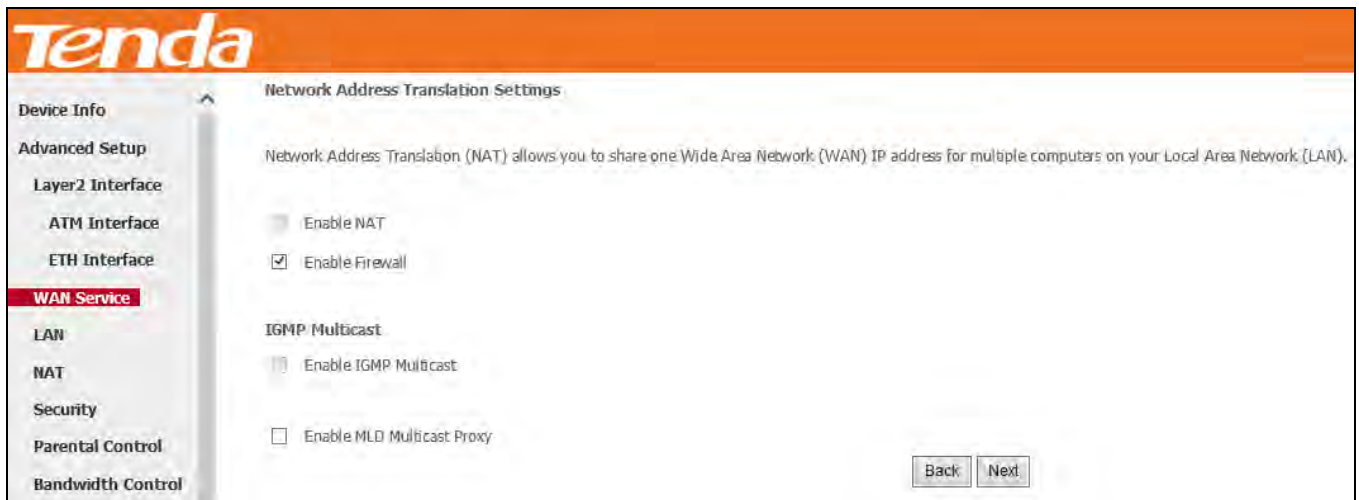 Tenda
Device Info
Advanced Setup
Layer2 Interface
ATM Interface
ETH Interface
WAN Service
LAN
NAT
Security
Parental Control
Bandwidth Control
Network Address Translation Settings
Network Address Translation (NAT) allows you to share one Wide Area Network (WAN) IP address for multiple computers on your Local Area Network (LAN).
Enable NAT
Enable Firewall
IGMP Multicast
Enable IGMP Multicast
Enable MLD Multicast Proxy
Back Next